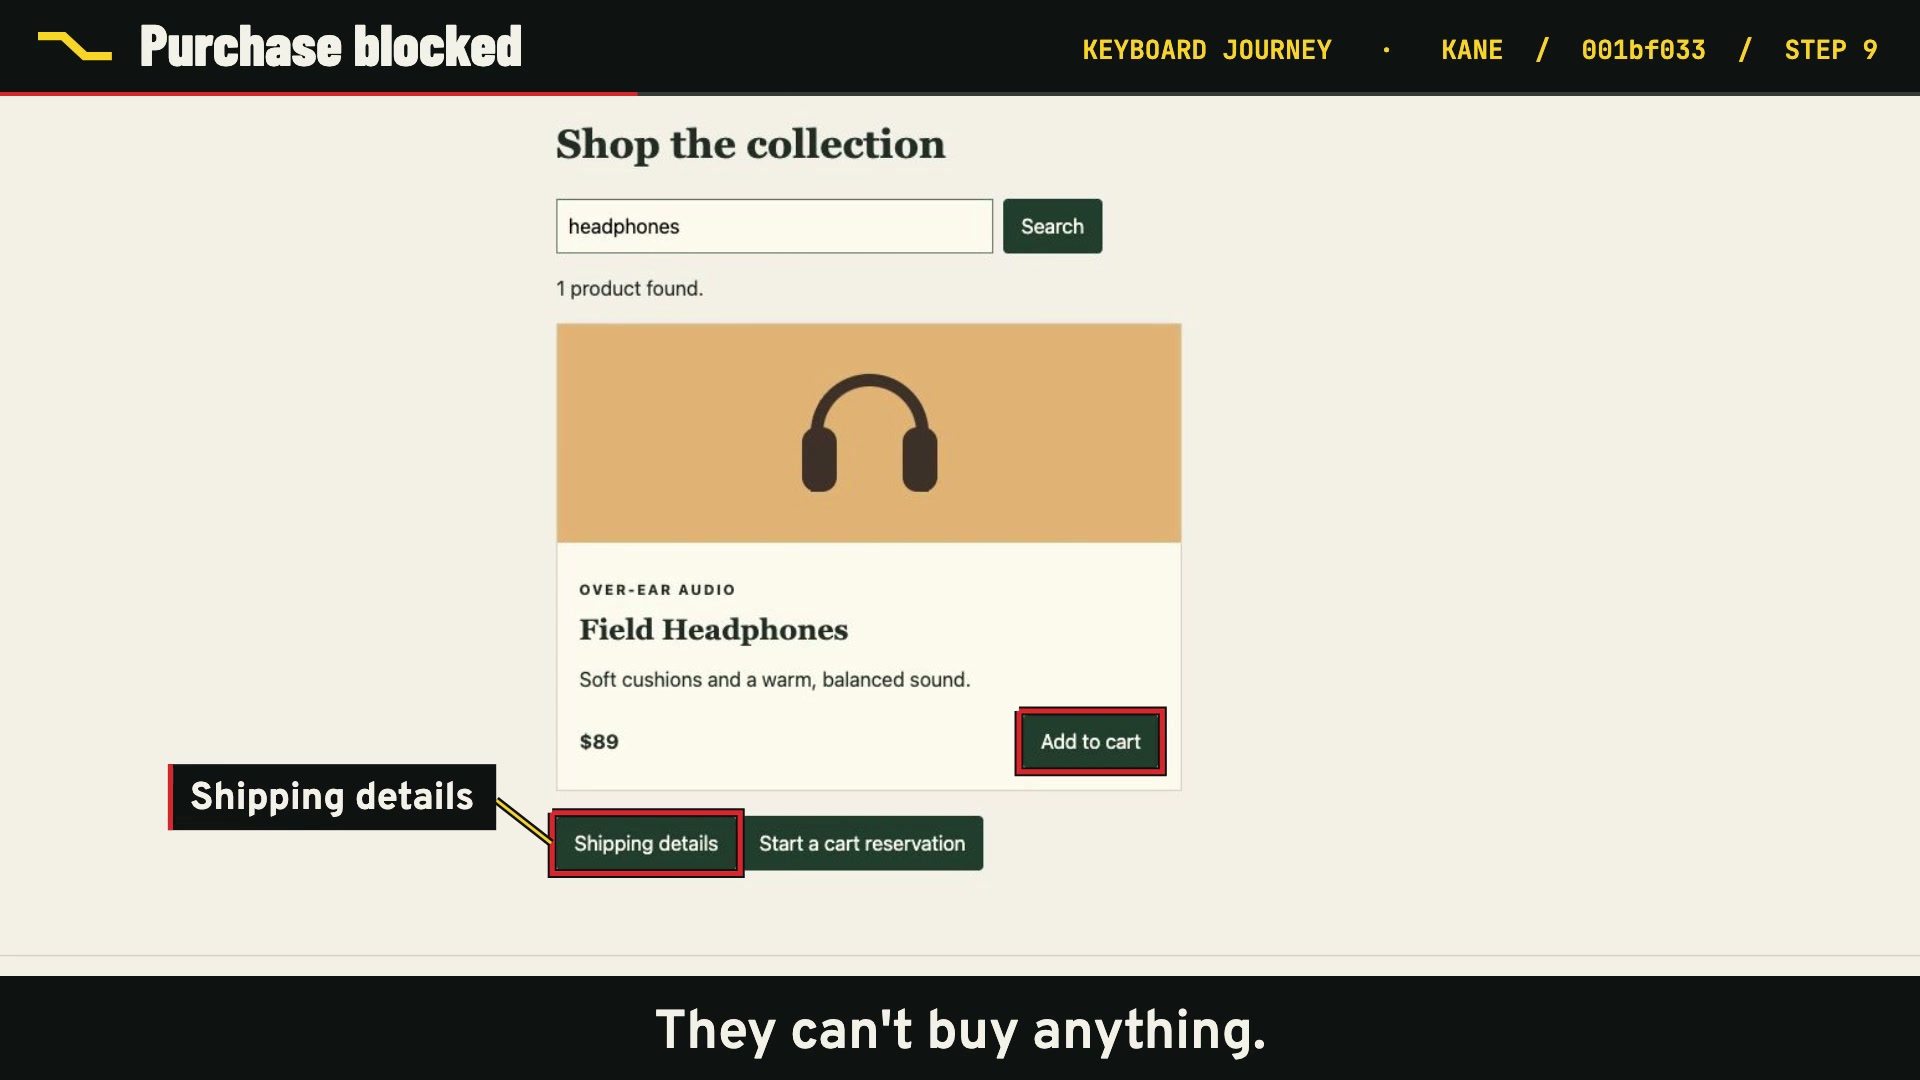 Purchase blocked
KEYBOARD JOURNEY · KANE / 001bf033 / STEP 9
Shop the collection
headphones
Search
1 product found.
OVER-EAR AUDIO
Field Headphones
Soft cushions and a warm, balanced sound.
$89
Add to cart
Shipping details
Shipping details
Start a cart reservation
They can't buy anything.